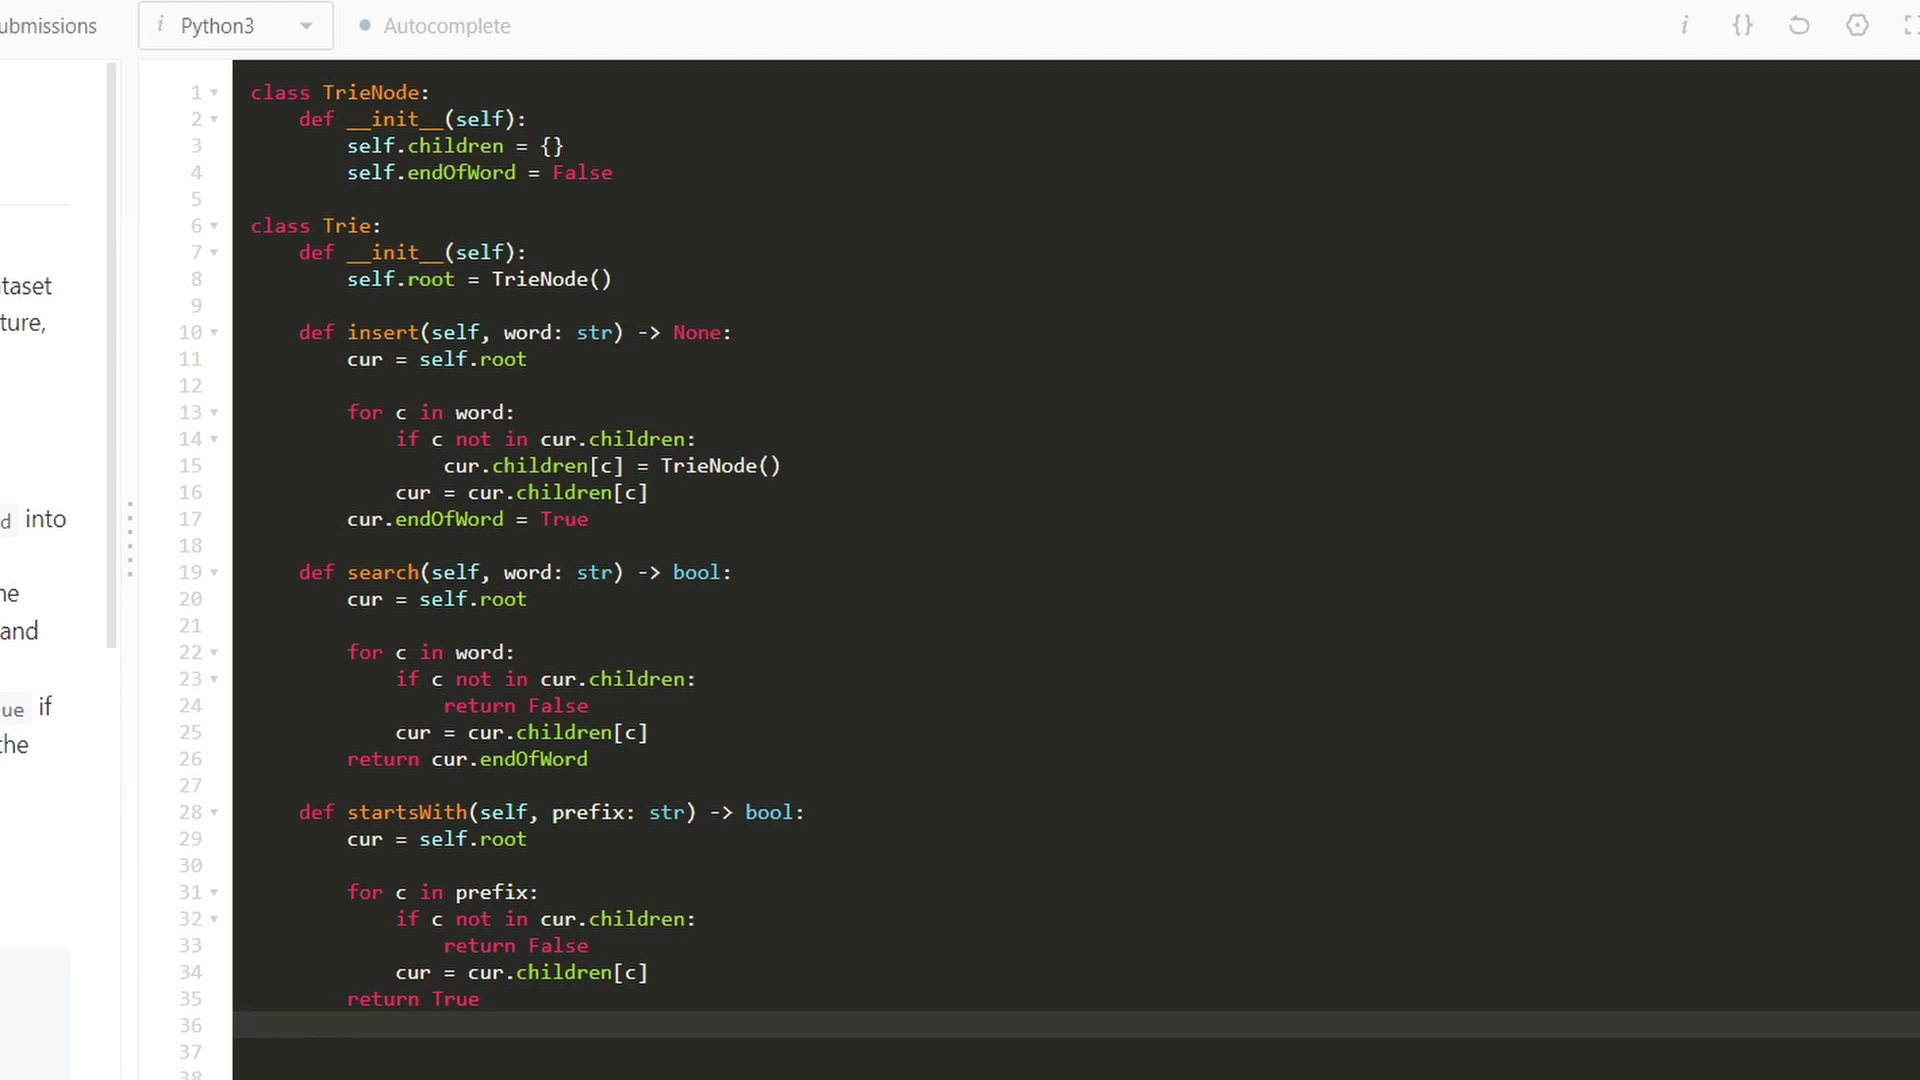 ubmissions
i Python3
Autocomplete
i {}
taset
ture,
d into
ne
and
ue if
the
1 class TrieNode:
2     def __init__(self):
3         self.children = {}
4         self.endOfWord = False
5
6 class Trie:
7     def __init__(self):
8         self.root = TrieNode()
9
10     def insert(self, word: str) -> None:
11         cur = self.root
12
13         for c in word:
14             if c not in cur.children:
15                 cur.children[c] = TrieNode()
16             cur = cur.children[c]
17         cur.endOfWord = True
18
19     def search(self, word: str) -> bool:
20         cur = self.root
21
22         for c in word:
23             if c not in cur.children:
24                 return False
25             cur = cur.children[c]
26         return cur.endOfWord
27
28     def startsWith(self, prefix: str) -> bool:
29         cur = self.root
30
31         for c in prefix:
32             if c not in cur.children:
33                 return False
34             cur = cur.children[c]
35         return True
36
37
38